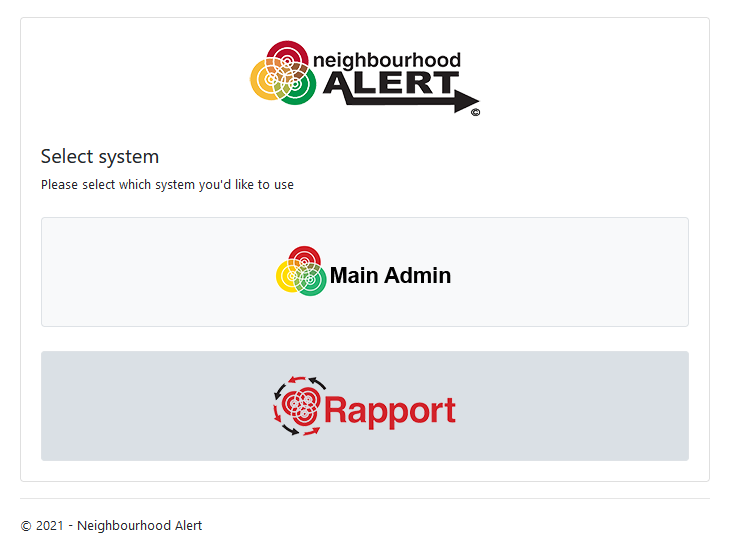 neighbourhood
ALERT
©
Select system
Please select which system you'd like to use
Main Admin
Rapport
© 2021 - Neighbourhood Alert